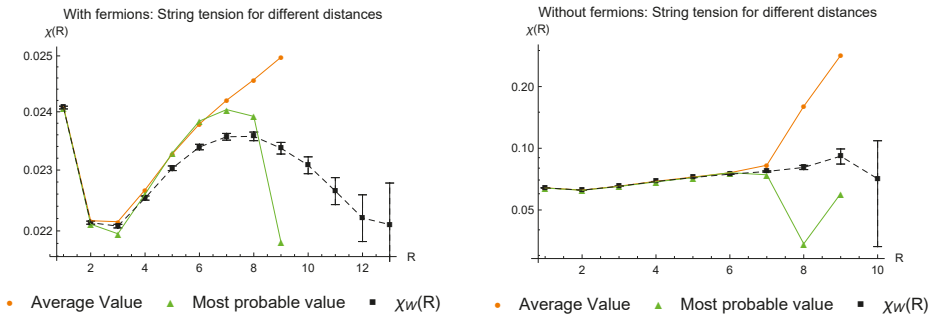 With fermions: String tension for different distances
χ(R)
0.025
0.024
0.023
0.022
2 4 6 8 10 12
R
Average Value Most probable value χW(R)
Without fermions: String tension for different distances
χ(R)
0.20
0.10
0.05
2 4 6 8 10
R
Average Value Most probable value χW(R)